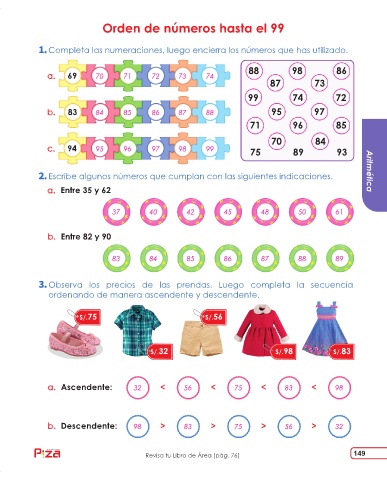 Orden de números hasta el 99
1. Completa las numeraciones, luego encierra los números que has utilizado.
a. 69 70 71 72 73 74
b. 83 84 85 86 87 88
c. 94 95 96 97 98 99
88 98 86
87 73
99 74 72
95 97
71 96 85
70 84
75 89 93
Aritmética
2. Escribe algunos números que cumplan con las siguientes indicaciones.
a. Entre 35 y 62
37 40 42 45 48 50 61
b. Entre 82 y 90
83 84 85 86 87 88 89
3. Observa los precios de las prendas. Luego completa la secuencia
ordenando de manera ascendente y descendente.
S/.75 S/.56
S/.32 S/.98 S/.83
a. Ascendente: 32 < 56 < 75 < 83 < 98
b. Descendente: 98 > 83 > 75 > 56 > 32
Revisa tu Libro de Área (pág. 76)
149